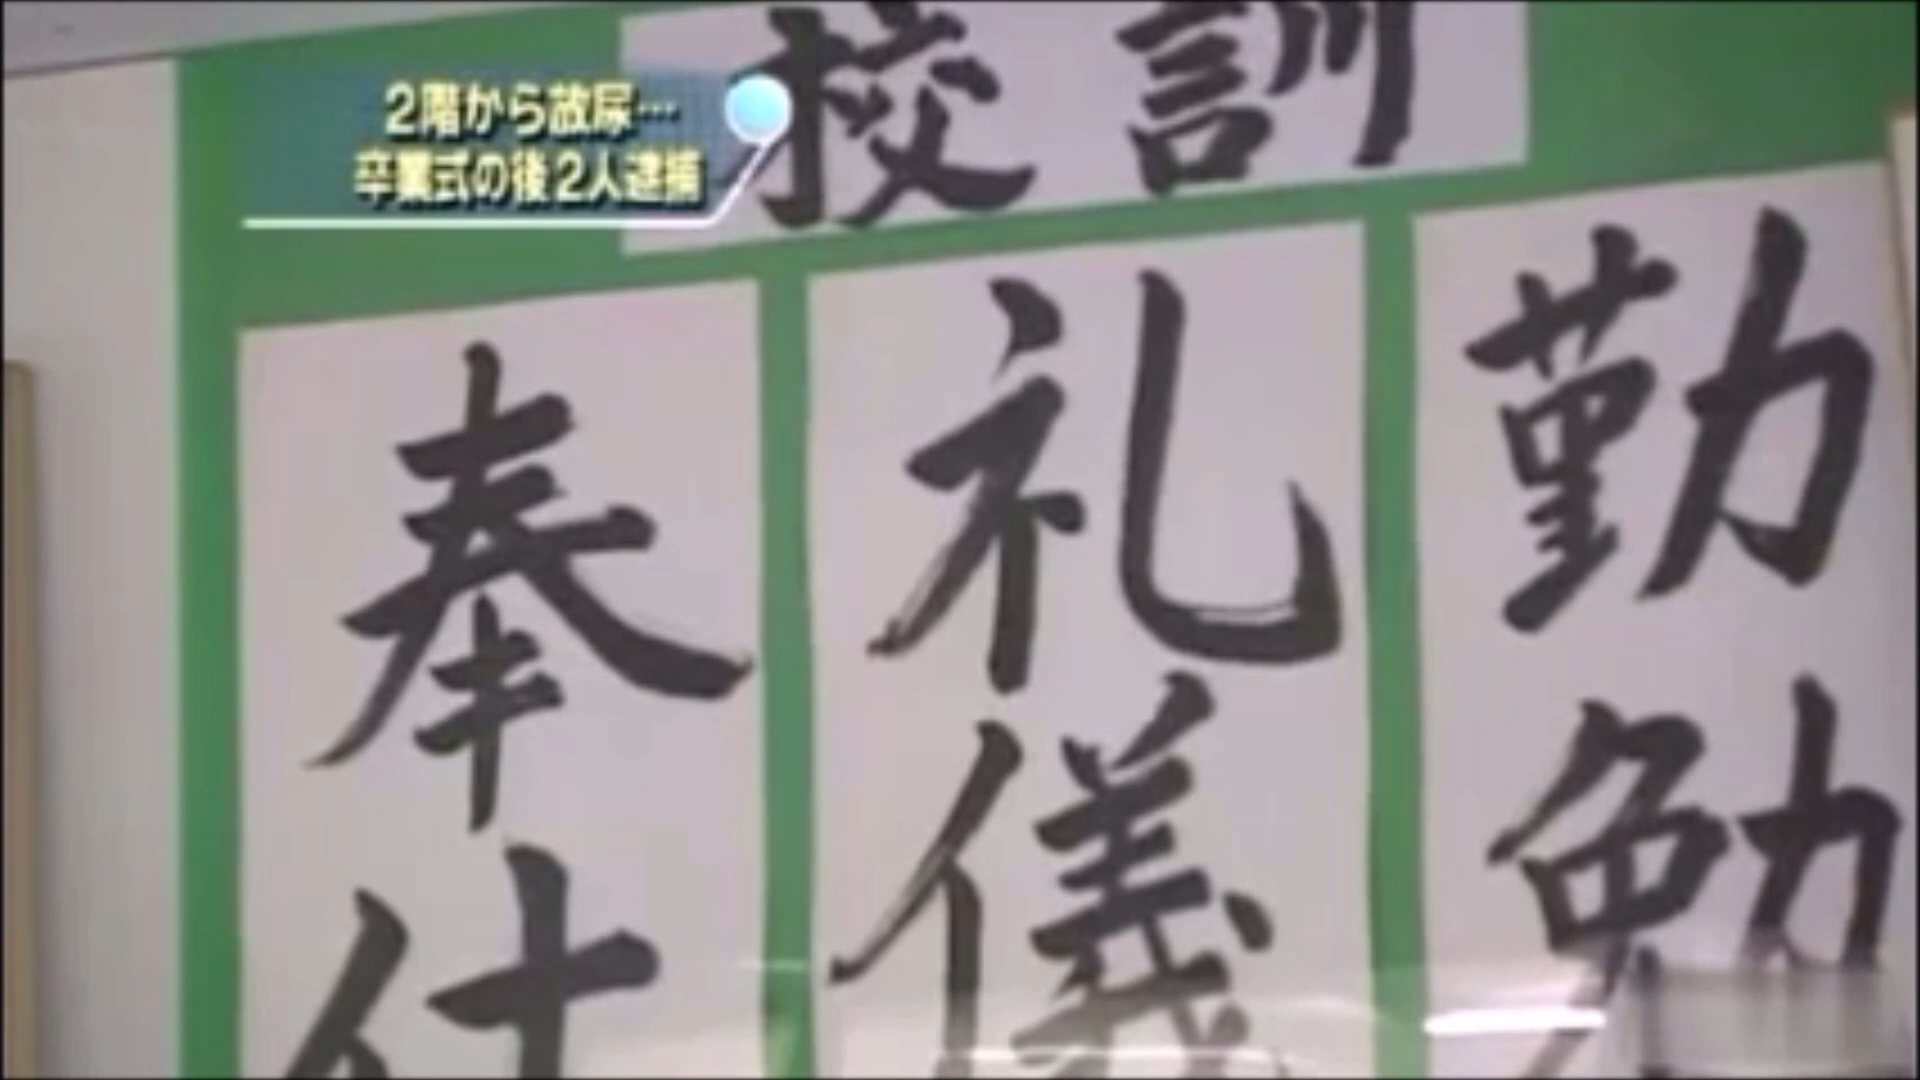 2階から放尿…
卒業式の後2人逮捕
校訓
勤勉
礼儀
奉仕